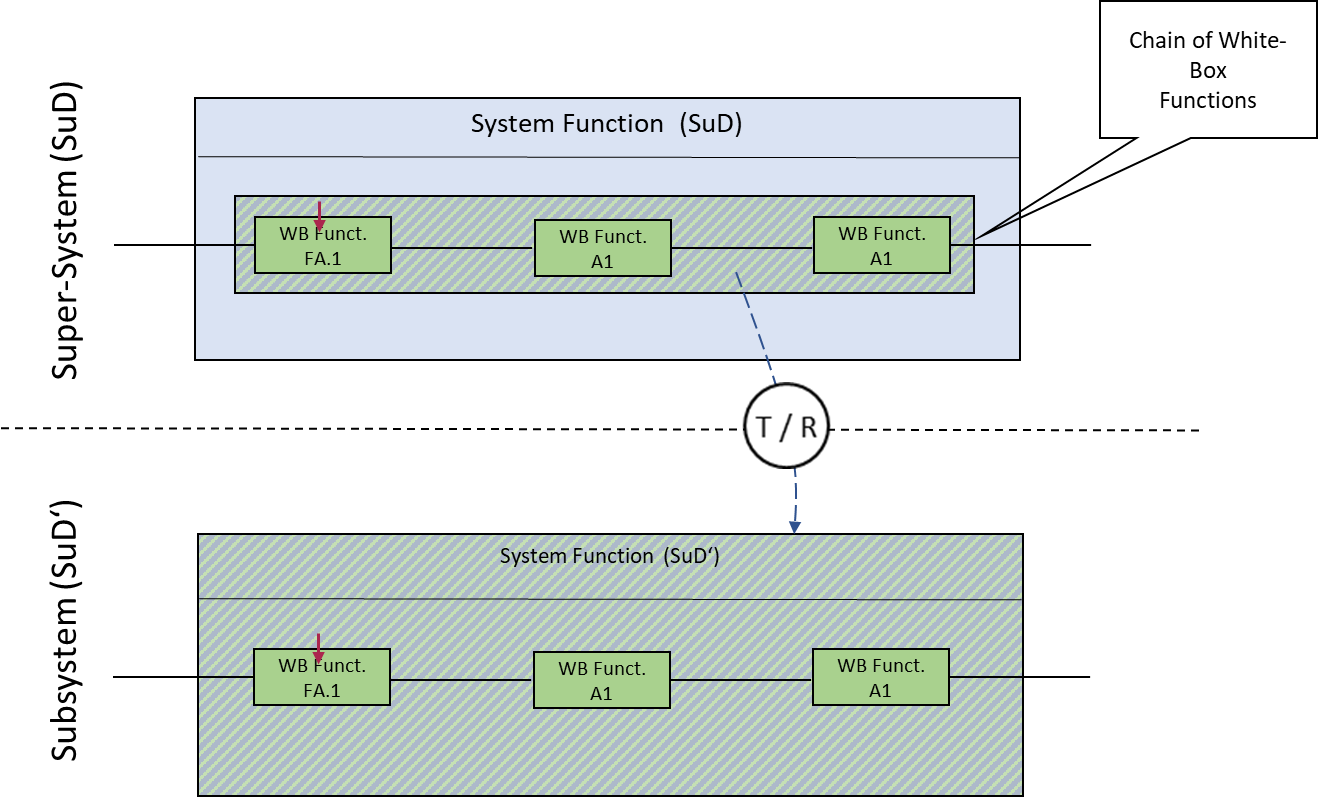 Chain of White-
Box
Functions
Super-System (SuD)
System Function (SuD)
WB Funct.
FA.1
WB Funct.
A1
WB Funct.
A1
T / R
Subsystem (SuD‘)
System Function (SuD‘)
WB Funct.
FA.1
WB Funct.
A1
WB Funct.
A1